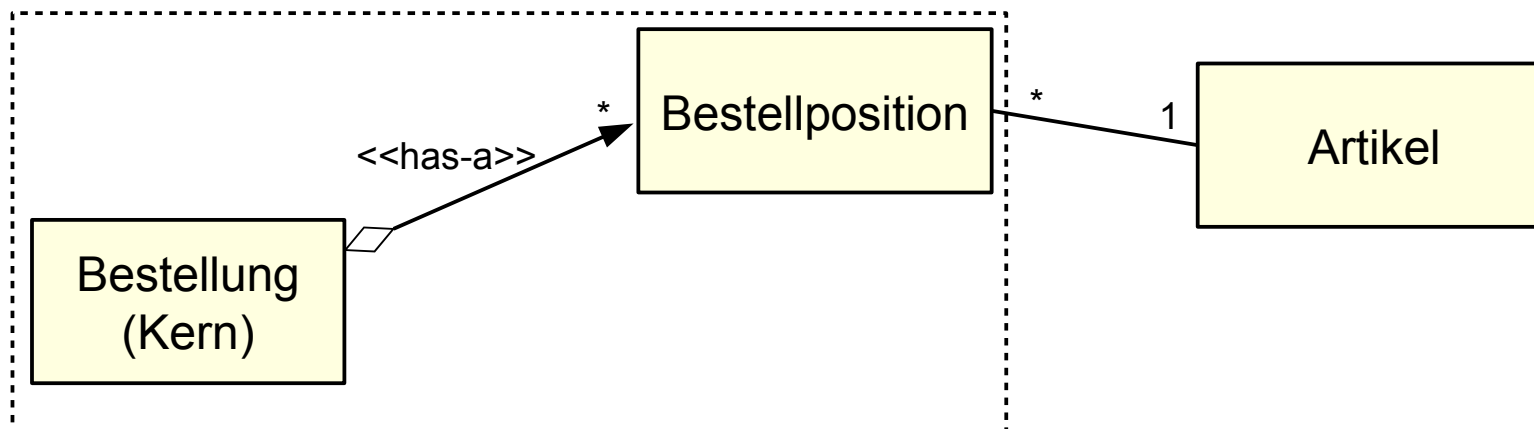 Bestellposition
*
*
1
Artikel
<<has-a>>
Bestellung
(Kern)